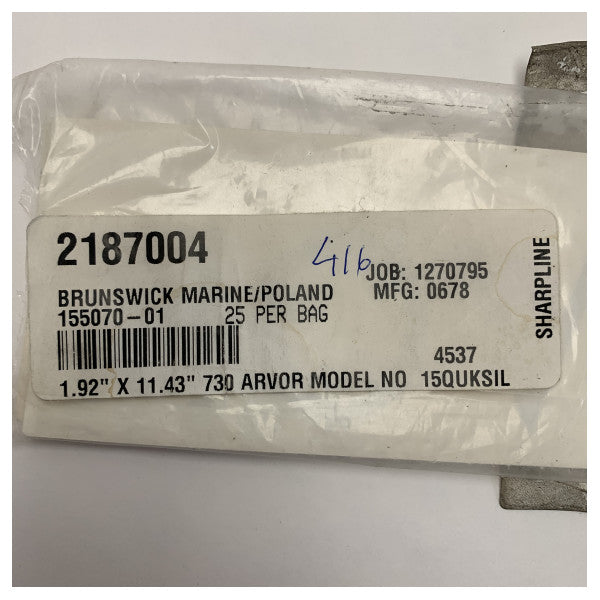 2187004
416
JOB: 1270795
BRUNSWICK MARINE/POLAND
MFG: 0678
155070-01 25 PER BAG
4537
1.92" X 11.43" 730 ARVOR MODEL NO 15QUKSIL
SHARPLINE